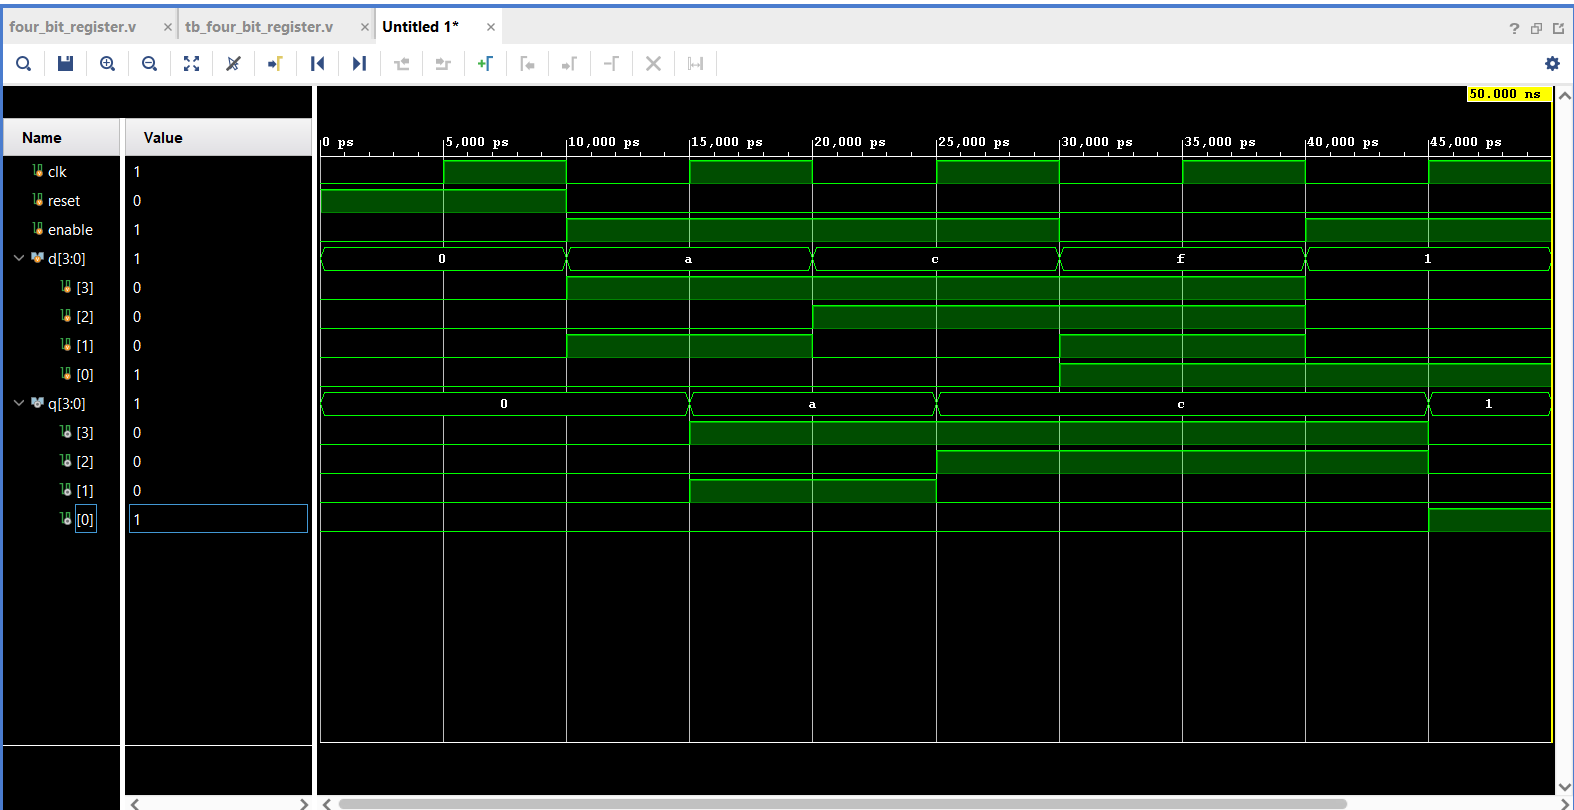 four_bit_register.v × tb_four_bit_register.v × Untitled 1* ×
?
50.000 ns
Name Value
0 ps 5,000 ps 10,000 ps 15,000 ps 20,000 ps 25,000 ps 30,000 ps 35,000 ps 40,000 ps 45,000 ps
clk 1
reset 0
enable 1
d[3:0] 1 0 a c f 1
[3] 0
[2] 0
[1] 0
[0] 1
q[3:0] 1 0 a c 1
[3] 0
[2] 0
[1] 0
[0] 1